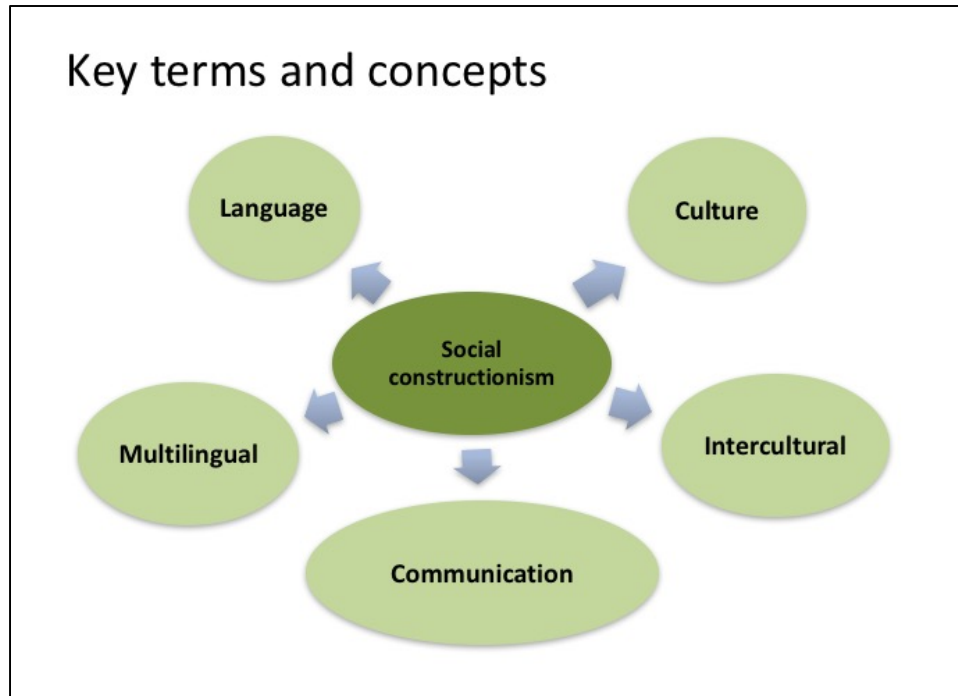 Key terms and concepts
Language
Culture
Social
constructionism
Multilingual
Intercultural
Communication